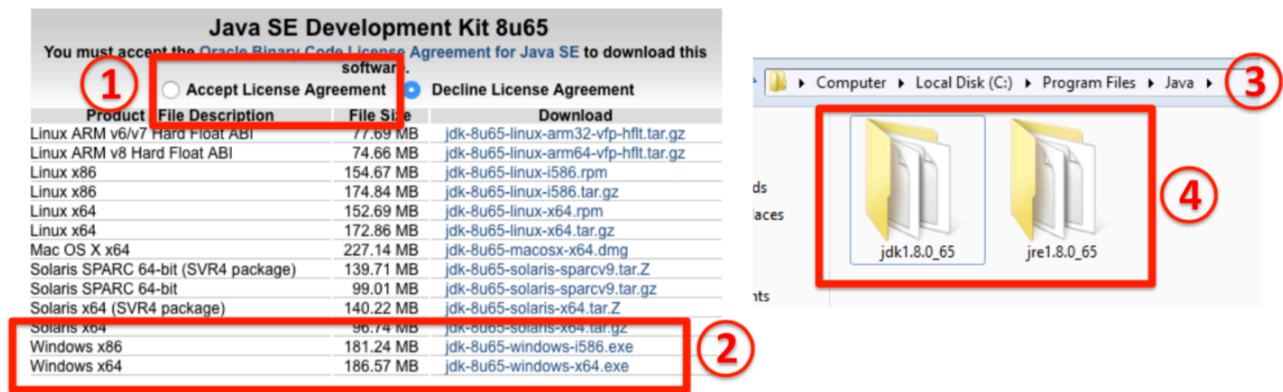 Java SE Development Kit 8u65
You must accept the Oracle Binary Code License Agreement for Java SE to download this
software.
Accept License Agreement Decline License Agreement
Product File Description File Size Download
Linux ARM v6/v7 Hard Float ABI 77.69 MB jdk-8u65-linux-arm32-vfp-hflt.tar.gz
Linux ARM v8 Hard Float ABI 74.66 MB jdk-8u65-linux-arm64-vfp-hflt.tar.gz
Linux x86 154.67 MB jdk-8u65-linux-i586.rpm
Linux x86 174.84 MB jdk-8u65-linux-i586.tar.gz
Linux x64 152.69 MB jdk-8u65-linux-x64.rpm
Linux x64 172.86 MB jdk-8u65-linux-x64.tar.gz
Mac OS X x64 227.14 MB jdk-8u65-macosx-x64.dmg
Solaris SPARC 64-bit (SVR4 package) 139.71 MB jdk-8u65-solaris-sparcv9.tar.Z
Solaris SPARC 64-bit 99.01 MB jdk-8u65-solaris-sparcv9.tar.gz
Solaris x64 (SVR4 package) 140.22 MB jdk-8u65-solaris-x64.tar.Z
Solaris x64 96.74 MB jdk-8u65-solaris-x64.tar.gz
Windows x86 181.24 MB jdk-8u65-windows-i586.exe
Windows x64 186.57 MB jdk-8u65-windows-x64.exe
1
2
Computer Local Disk (C:) Program Files Java
3
ds
laces
nts
jdk1.8.0_65 jre1.8.0_65
4